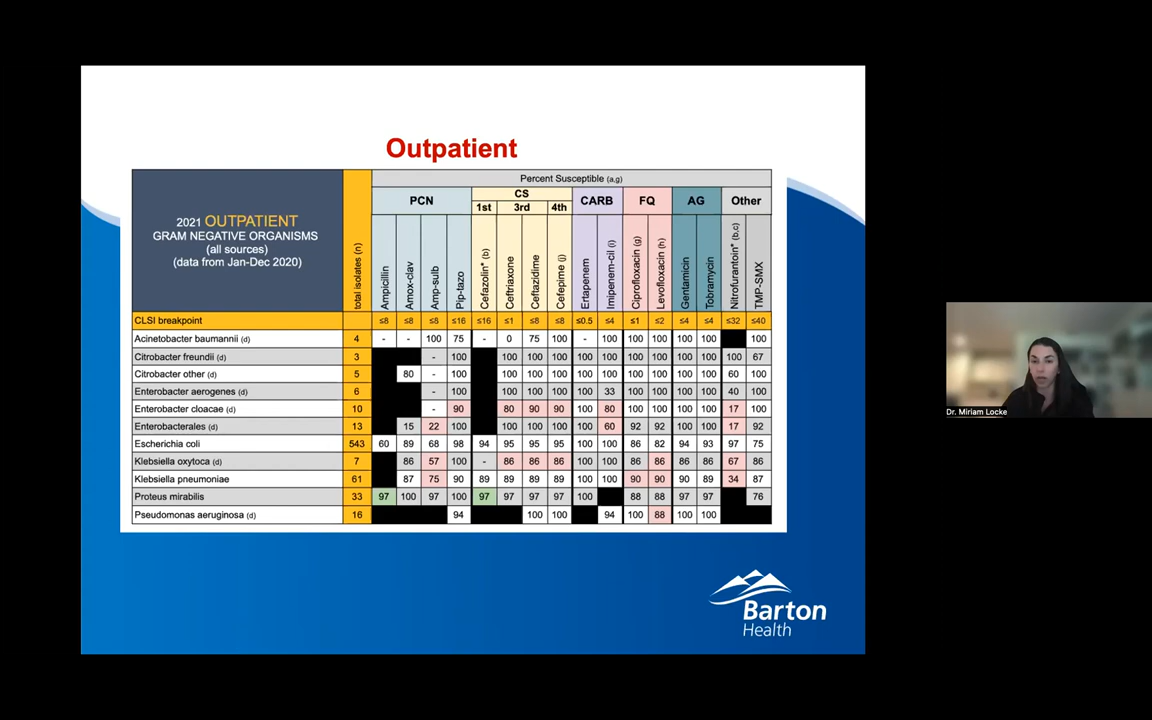 Outpatient
2021 OUTPATIENT
GRAM NEGATIVE ORGANISMS
(all sources)
(data from Jan-Dec 2020)
total isolates (n)
Percent Susceptible (a,g)
PCN CS CARB FQ AG Other
1st 3rd 4th
Ampicillin Amox-clav Amp-sulb Pip-tazo Cefazolin* (b) Ceftriaxone Ceftazidime Cefepime (j) Ertapenem Imipenem-cil (i) Ciprofloxacin (g) Levofloxacin (h) Gentamicin Tobramycin Nitrofurantoin* (b,c) TMP-SMX
CLSI breakpoint ≤8 ≤8 ≤8 ≤16 ≤16 ≤1 ≤8 ≤8 ≤0.5 ≤4 ≤1 ≤2 ≤4 ≤4 ≤32 ≤40
Acinetobacter baumannii (d) 4 - - 100 75 - 0 75 100 - 100 100 100 100 100 100
Citrobacter freundii (d) 3 - 100 100 100 100 100 100 100 100 100 100 100 67
Citrobacter other (d) 5 80 - 100 100 100 100 100 100 100 100 100 100 60 100
Enterobacter aerogenes (d) 6 - 100 100 100 100 100 33 100 100 100 100 40 100
Enterobacter cloacae (d) 10 - 90 80 90 90 100 80 100 100 100 100 17 100
Enterobacterales (d) 13 15 22 100 100 100 100 100 60 92 92 100 100 17 92
Escherichia coli 543 60 89 68 98 94 95 95 95 100 100 86 82 94 93 97 75
Klebsiella oxytoca (d) 7 86 57 100 - 86 86 86 100 100 86 86 86 86 67 86
Klebsiella pneumoniae 61 87 75 90 89 89 89 89 100 100 90 90 90 89 34 87
Proteus mirabilis 33 97 100 97 100 97 97 97 97 100 88 88 97 97 76
Pseudomonas aeruginosa (d) 16 94 100 100 94 100 88 100 100
Barton
Health
Dr. Miriam Locke